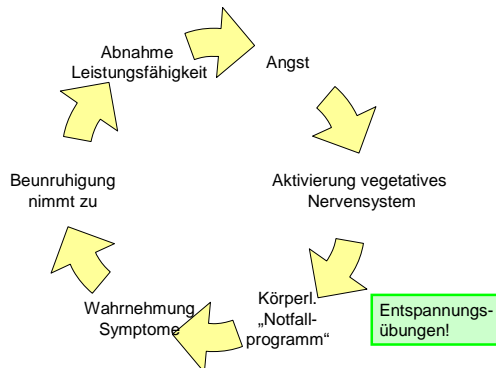 Abnahme
Leistungsfähigkeit
Angst
Aktivierung vegetatives
Nervensystem
Körperl.
„Notfall-
programm“
Entspannungs-
übungen!
Wahrnehmung
Symptome
Beunruhigung
nimmt zu